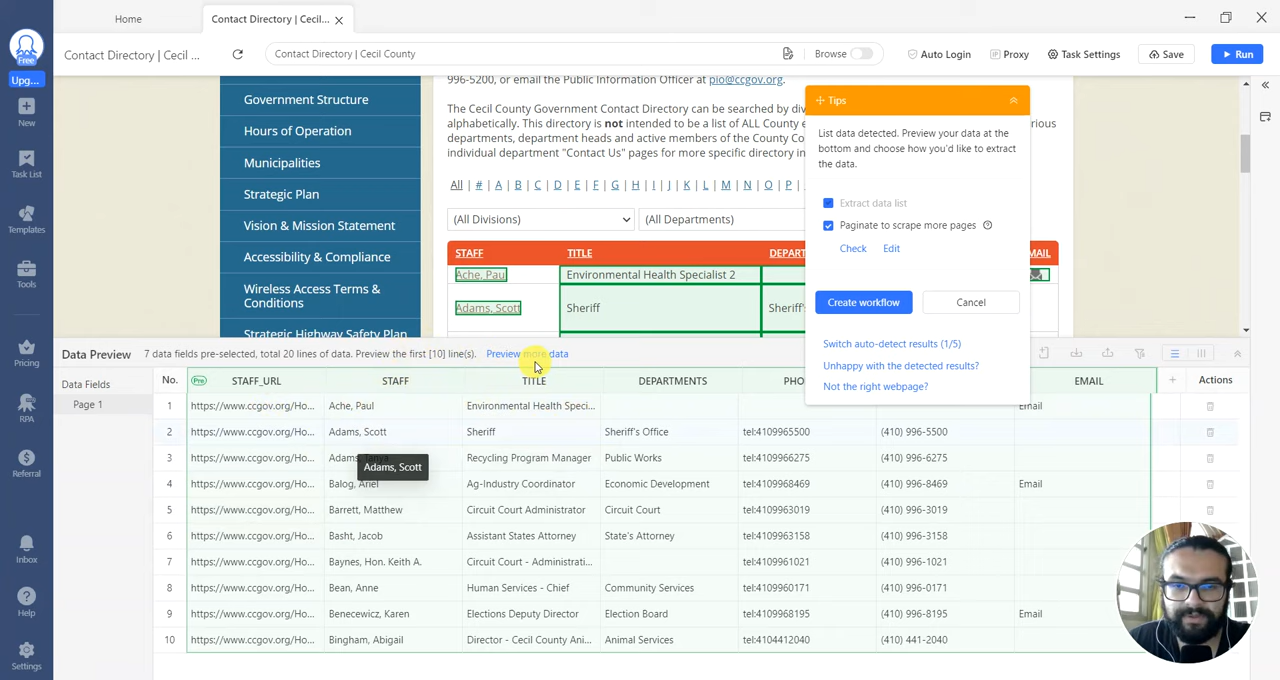 Home
Contact Directory | Cecil...
Free
Upg...
New
Task List
Templates
Tools
Pricing
RPA
Referral
Inbox
Help
Settings
Contact Directory | Cecil ...
Contact Directory | Cecil County
Browse
Auto Login
Proxy
Task Settings
Save
Run
Government Structure
Hours of Operation
Municipalities
Strategic Plan
Vision & Mission Statement
Accessibility & Compliance
Wireless Access Terms &
Conditions
Strategic Highway Safety Plan
996-5200, or email the Public Information Officer at pio@ccgov.org.
The Cecil County Government Contact Directory can be searched by div
alphabetically. This directory is not intended to be a list of ALL County e
rious
departments, department heads and active members of the County Co
individual department "Contact Us" pages for more specific directory in
All | # | A | B | C | D | E | F | G | H | I | J | K | L | M | N | O | P |
(All Divisions)
(All Departments)
STAFF TITLE DEPART MAIL
Ache, Paul Environmental Health Specialist 2
Adams, Scott Sheriff Sheriff's
Tips
List data detected. Preview your data at the
bottom and choose how you'd like to extract
the data.
Extract data list
Paginate to scrape more pages
Check Edit
Create workflow Cancel
Switch auto-detect results (1/5)
Unhappy with the detected results?
Not the right webpage?
Data Preview 7 data fields pre-selected, total 20 lines of data. Preview the first [10] line(s). Preview more data
Data Fields
Page 1
No. Pre STAFF_URL STAFF TITLE DEPARTMENTS PHO EMAIL + Actions
1 https://www.ccgov.org/Ho... Ache, Paul Environmental Health Speci... Email
2 https://www.ccgov.org/Ho... Adams, Scott Sheriff Sheriff's Office tel:4109965500 (410) 996-5500
3 https://www.ccgov.org/Ho... Adams, Tanya Recycling Program Manager Public Works tel:4109966275 (410) 996-6275
Adams, Scott
4 https://www.ccgov.org/Ho... Balog, Ariel Ag-Industry Coordinator Economic Development tel:4109968469 (410) 996-8469 Email
5 https://www.ccgov.org/Ho... Barrett, Matthew Circuit Court Administrator Circuit Court tel:4109963019 (410) 996-3019
6 https://www.ccgov.org/Ho... Basht, Jacob Assistant States Attorney State's Attorney tel:4109963158 (410) 996-3158
7 https://www.ccgov.org/Ho... Baynes, Hon. Keith A. Circuit Court - Administrati... tel:4109961021 (410) 996-1021
8 https://www.ccgov.org/Ho... Bean, Anne Human Services - Chief Community Services tel:4109960171 (410) 996-0171
9 https://www.ccgov.org/Ho... Benecewicz, Karen Elections Deputy Director Election Board tel:4109968195 (410) 996-8195 Email
10 https://www.ccgov.org/Ho... Bingham, Abigail Director - Cecil County Ani... Animal Services tel:4104412040 (410) 441-2040